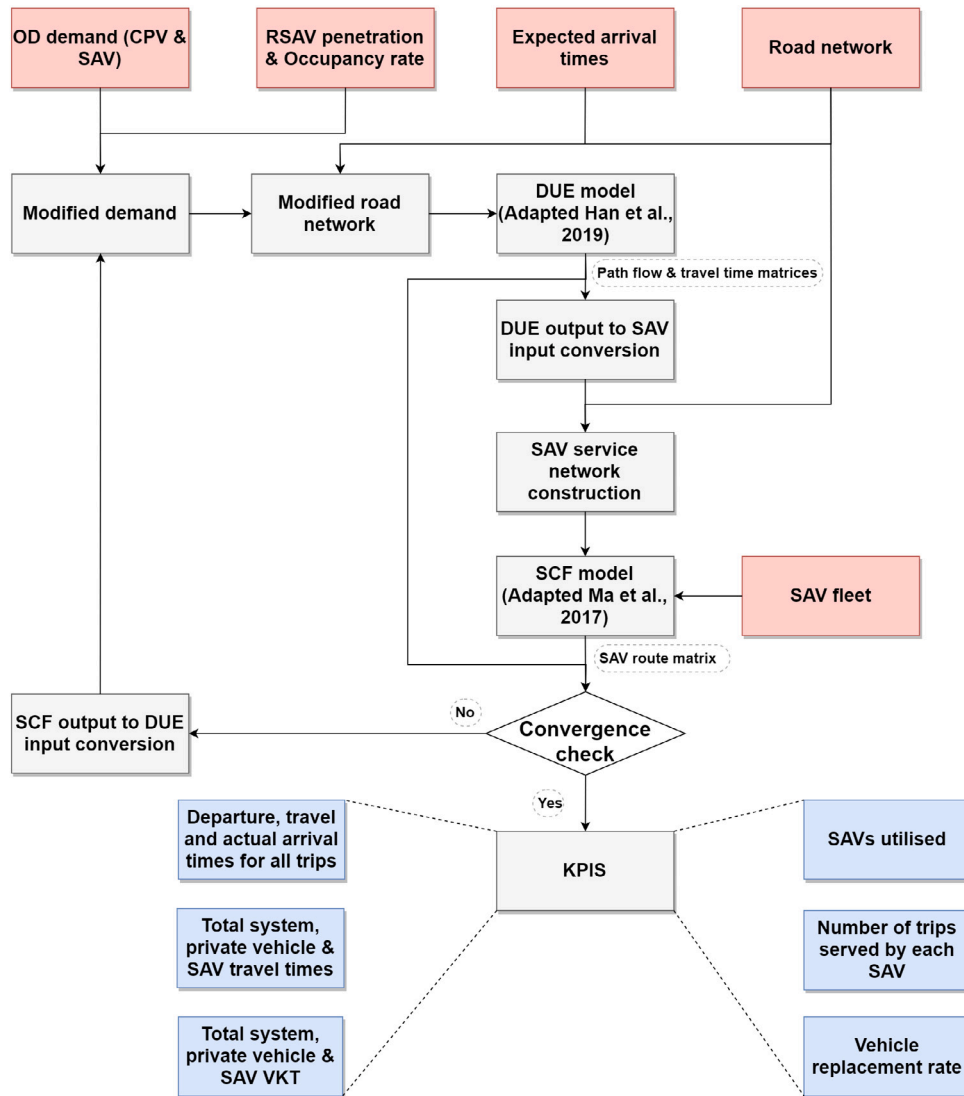 OD demand (CPV &
SAV)
RSAV penetration
& Occupancy rate
Expected arrival
times
Road network
Modified demand
Modified road
network
DUE model
(Adapted Han et al.,
2019)
Path flow & travel time matrices
DUE output to SAV
input conversion
SAV service
network
construction
SCF model
(Adapted Ma et al.,
2017)
SAV fleet
SAV route matrix
SCF output to DUE
input conversion
No
Convergence
check
Yes
Departure, travel
and actual arrival
times for all trips
KPIS
SAVs utilised
Total system,
private vehicle &
SAV travel times
Number of trips
served by each
SAV
Total system,
private vehicle &
SAV VKT
Vehicle
replacement rate